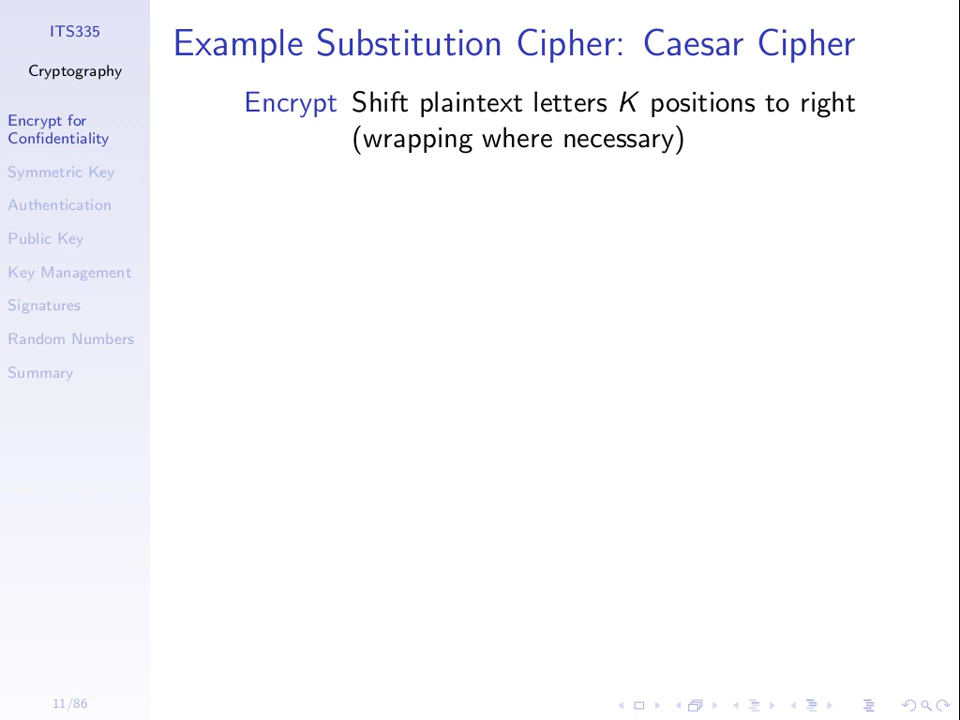 ITS335
Cryptography
Encrypt for
Confidentiality
Symmetric Key
Authentication
Public Key
Key Management
Signatures
Random Numbers
Summary
11/86
Example Substitution Cipher: Caesar Cipher
Encrypt Shift plaintext letters K positions to right
(wrapping where necessary)